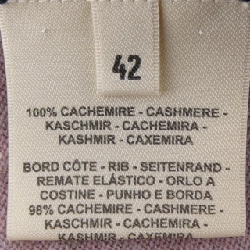 42
100% CACHEMIRE - CASHMERE -
KASCHMIR - CACHEMIRA -
KASHMIR - CAXEMIRA
BORD CÔTE - RIB - SEITENRAND -
REMATE ELÁSTICO - ORLO A
COSTINE - PUNHO E BORDA
98% CACHEMIRE - CASHMERE -
KASCHMIR - CACHEMIRA -